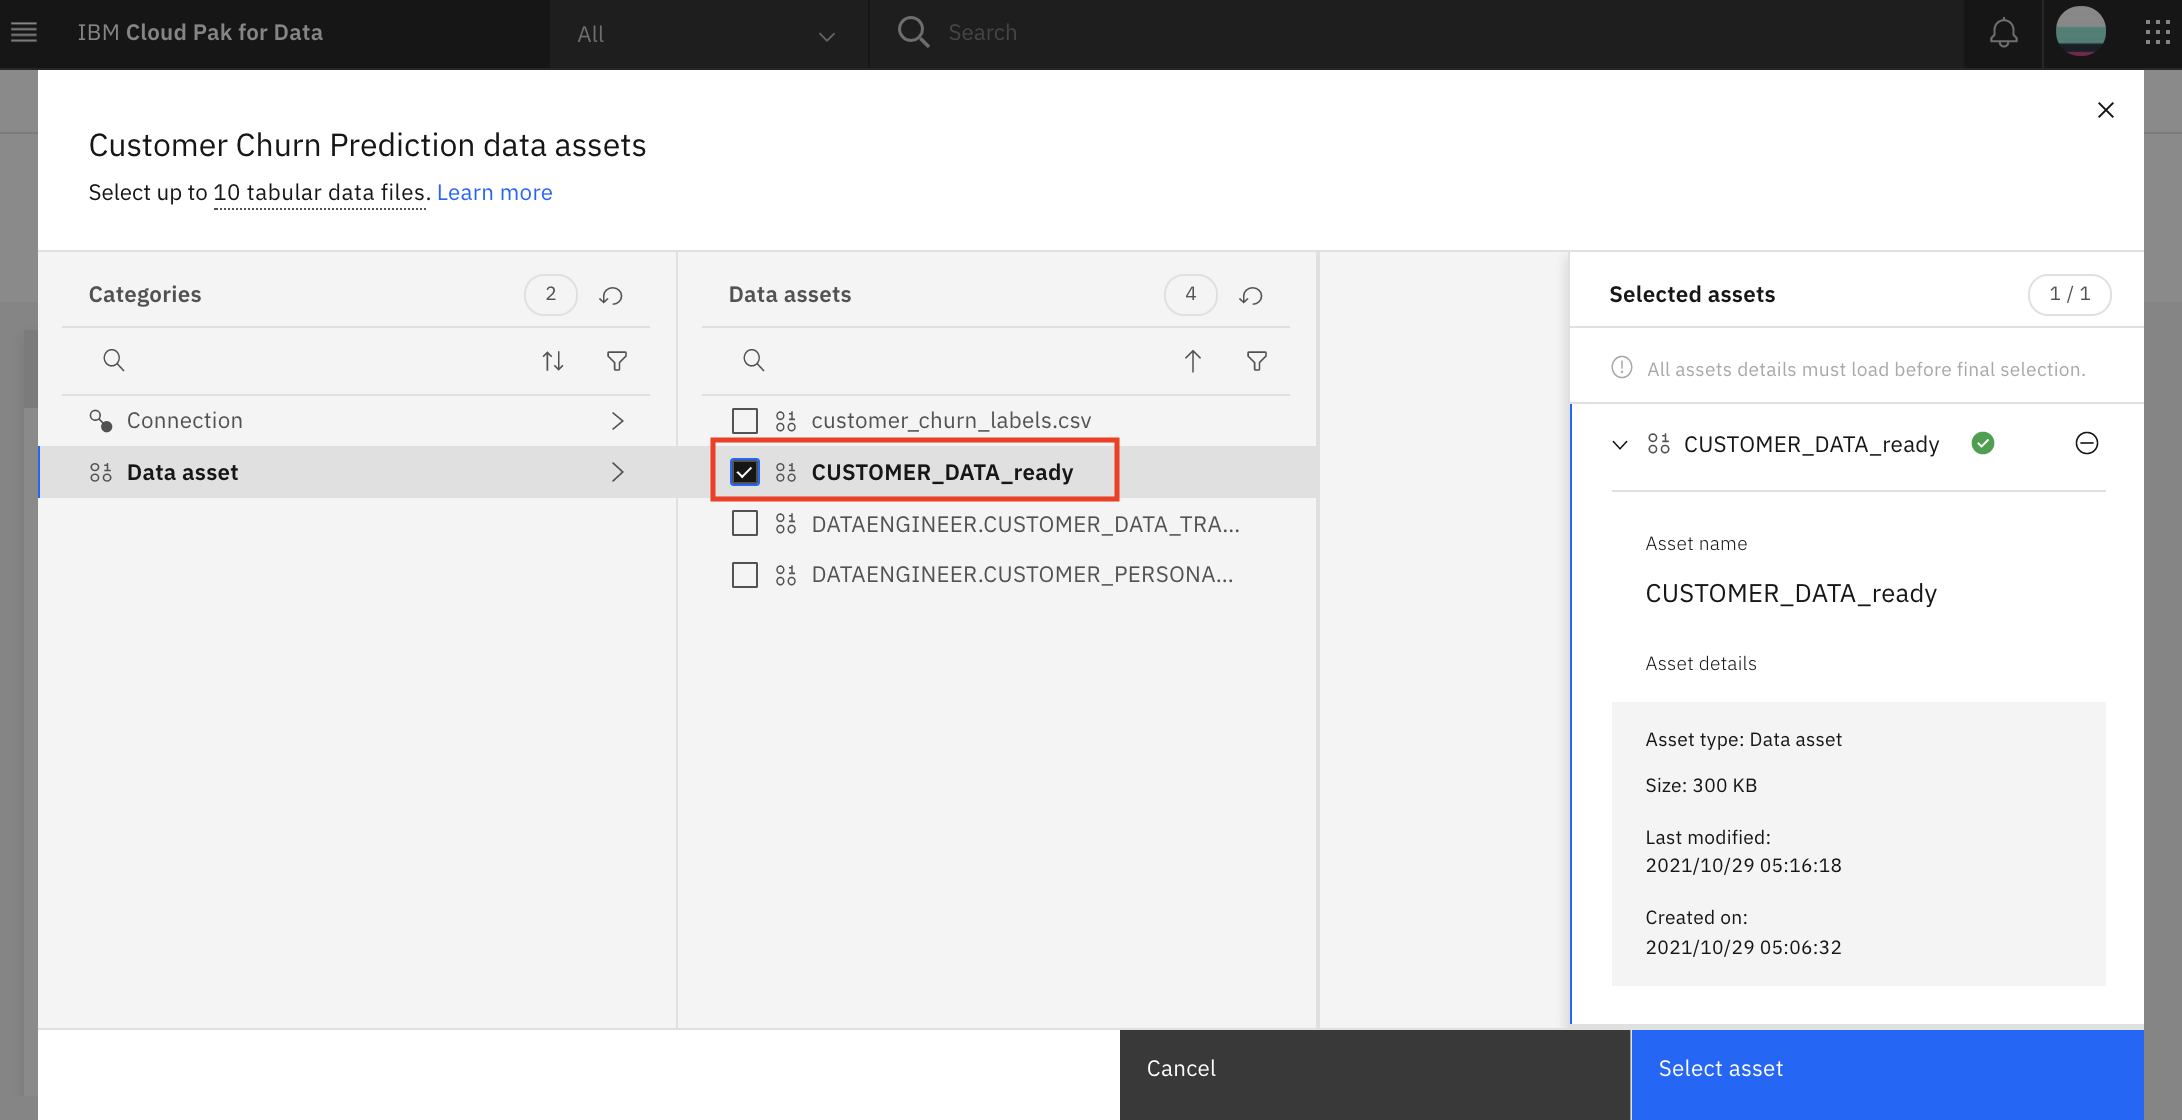 IBM Cloud Pak for Data
All
Search
Customer Churn Prediction data assets
Select up to 10 tabular data files. Learn more
Categories
2
Connection
Data asset
Data assets
4
customer_churn_labels.csv
CUSTOMER_DATA_ready
DATAENGINEER.CUSTOMER_DATA_TRA...
DATAENGINEER.CUSTOMER_PERSONA...
Selected assets
1 / 1
All assets details must load before final selection.
CUSTOMER_DATA_ready
Asset name
CUSTOMER_DATA_ready
Asset details
Asset type: Data asset
Size: 300 KB
Last modified:
2021/10/29 05:16:18
Created on:
2021/10/29 05:06:32
Cancel
Select asset